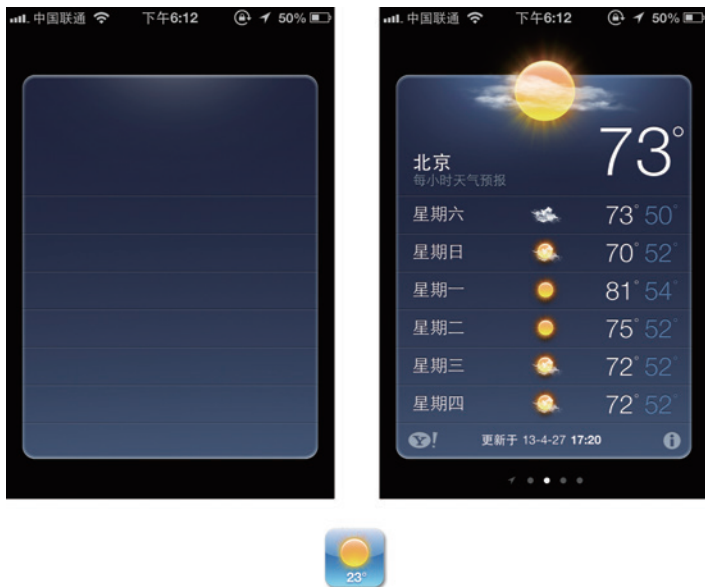 中国联通 下午6:12 50%
中国联通 下午6:12 50%
73°
北京
每小时天气预报
星期六 73° 50°
星期日 70° 52°
星期一 81° 54°
星期二 75° 52°
星期三 72° 52°
星期四 72° 52°
Y! 更新于 13-4-27 17:20 i
23°